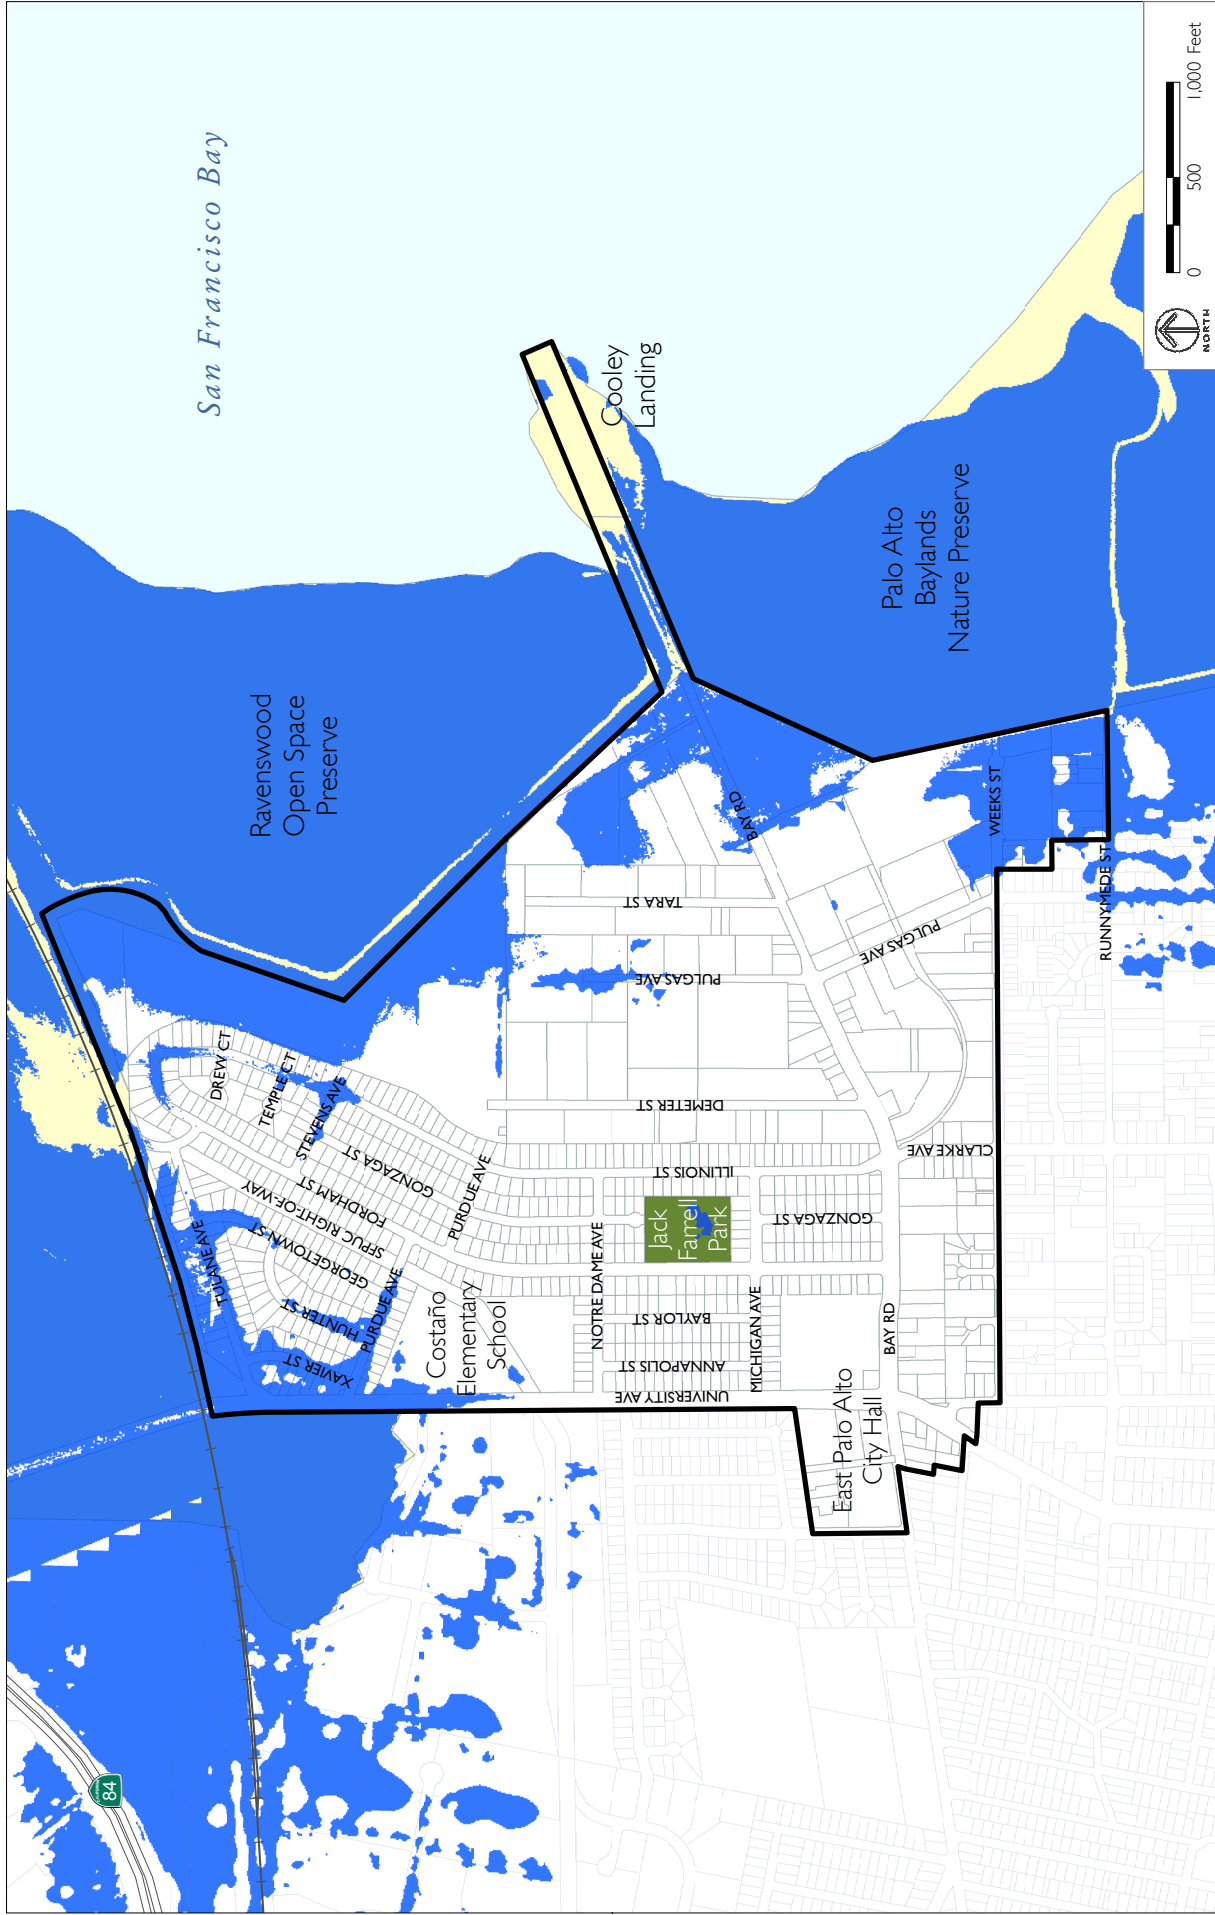 San Francisco Bay
Ravenswood
Open Space
Preserve
Cooley
Landing
Palo Alto
Baylands
Nature Preserve
DREW CT
TEMPLE CT
STEVENS AVE
GONZAGA ST
FORDHAM ST
SFPUC RIGHT-OF-WAY
GEORGETOWN ST
TULANE AVE
HUNTER ST
XAVIER ST
PURDUE AVE
PURDUE AVE
Costaño
Elementary
School
NOTRE DAME AVE
BAYLOR ST
ANNAPOLIS ST
UNIVERSITY AVE
MICHIGAN AVE
Jack
Farrell
Park
ILLINOIS ST
GONZAGA ST
DEMETER ST
PULGAS AVE
TARA ST
BAY RD
PULGAS AVE
WEEKS ST
RUNNYMEDE ST
CLARKE AVE
BAY RD
East Palo Alto
City Hall
CALIFORNIA
84
NORTH
0 500 1,000 Feet